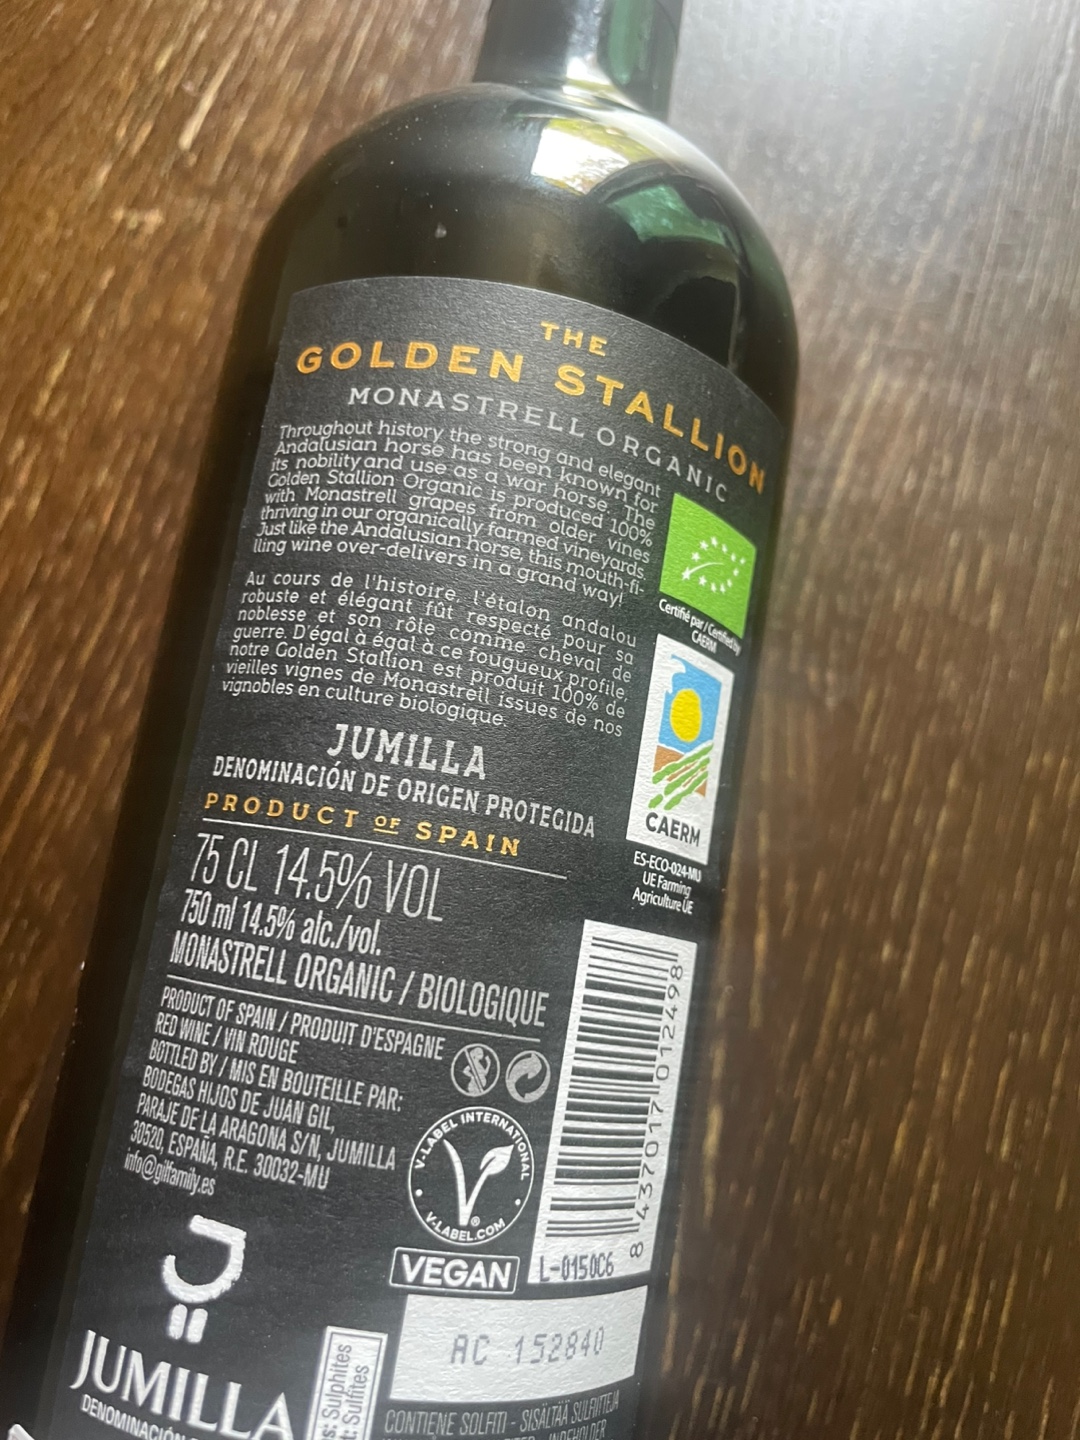 THE
GOLDEN STALLION
MONASTRELL ORGANIC
Throughout history the strong and elegant
Andalusian horse has been known for
its nobility and use as a war horse. The
Golden Stallion Organic is produced 100%
with Monastrell grapes from older vines
thriving in our organically farmed vineyards.
Just like the Andalusian horse, this mouth-fi-
lling wine over-delivers in a grand way!
Au cours de l'histoire, l'étalon andalou
robuste et élégant fût respecté pour sa
noblesse et son rôle comme cheval de
guerre. D'égal à égal à ce fougueux profile,
notre Golden Stallion est produit 100% de
vieilles vignes de Monastrell issues de nos
vignobles en culture biologique.
Certifié par / Certified by
CAERM
CAERM
ES-ECO-024-MU
UE Farming
Agriculture UE
JUMILLA
DENOMINACIÓN DE ORIGEN PROTEGIDA
PRODUCT OF SPAIN
75 CL 14.5% VOL
750 ml 14.5% alc./vol.
MONASTRELL ORGANIC / BIOLOGIQUE
PRODUCT OF SPAIN / PRODUIT D'ESPAGNE
RED WINE / VIN ROUGE
BOTTLED BY / MIS EN BOUTEILLE PAR:
BODEGAS HIJOS DE JUAN GIL,
PARAJE DE LA ARAGONA S/N, JUMILLA
30520, ESPAÑA, R.E. 30032-MU
info@gilfamily.es
V-LABEL INTERNATIONAL
V-LABEL.COM
VEGAN
8 437017 012498
L-0150C6
AC 152840
JUMILLA
DENOMINACIÓN
Sulphites
Sulfites
CONTIENE SOLFITI - SISÄLTÄÄ SULFIITTEJA